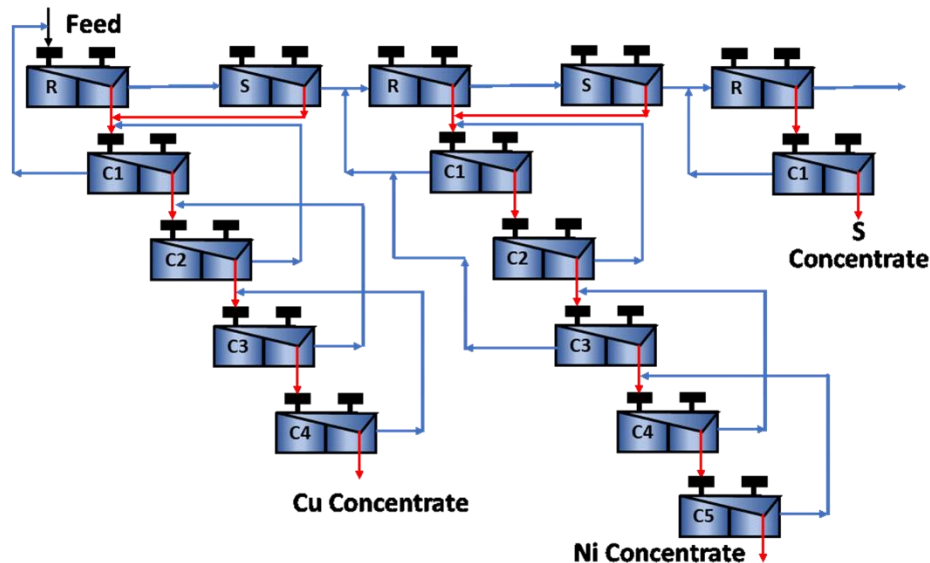 Feed
R
S
R
S
R
C1
C1
C1
C2
C2
S
Concentrate
C3
C3
C4
C4
Cu Concentrate
C5
Ni Concentrate